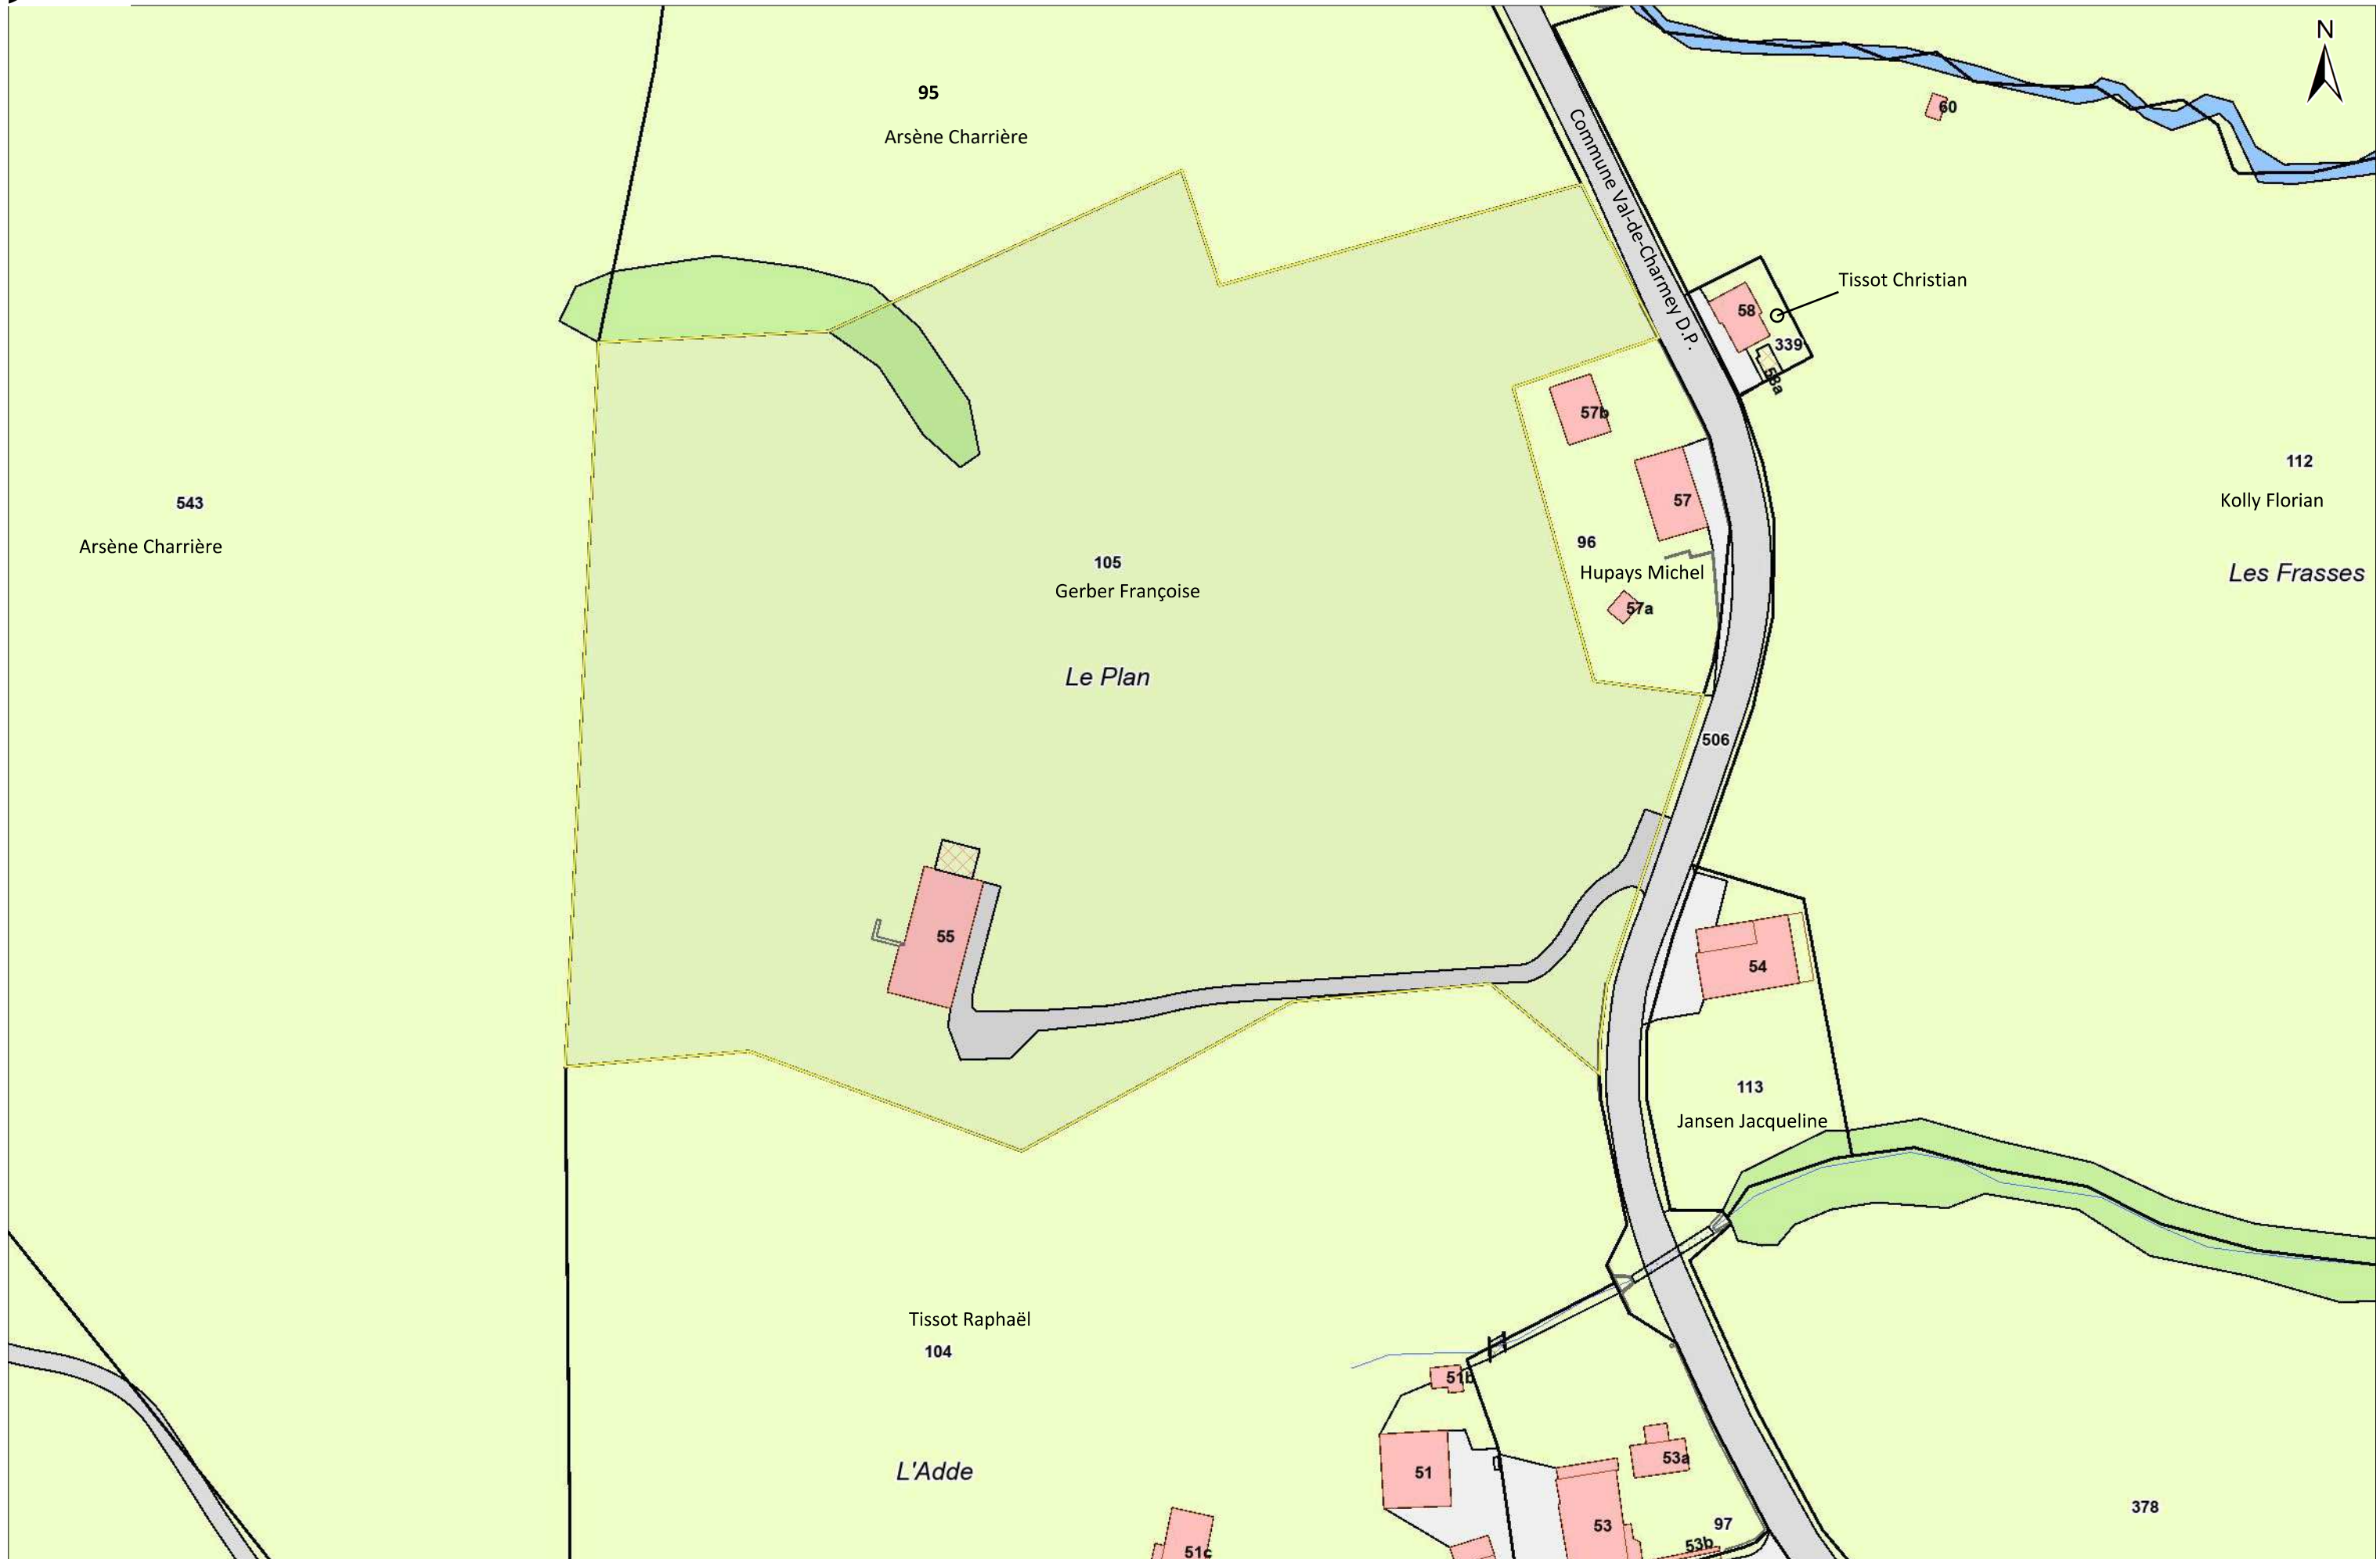 N
95
Arsène Charrière
60
Commune Val-de-Charmey D.P.
Tissot Christian
58
339
58a
57b
112
Kolly Florian
543
57
Arsène Charrière
96
105
Hupays Michel
Gerber Françoise
Les Frasses
57a
Le Plan
506
55
54
113
Jansen Jacqueline
Tissot Raphaël
104
51b
L'Adde
51
53a
378
53
97
53b
51c